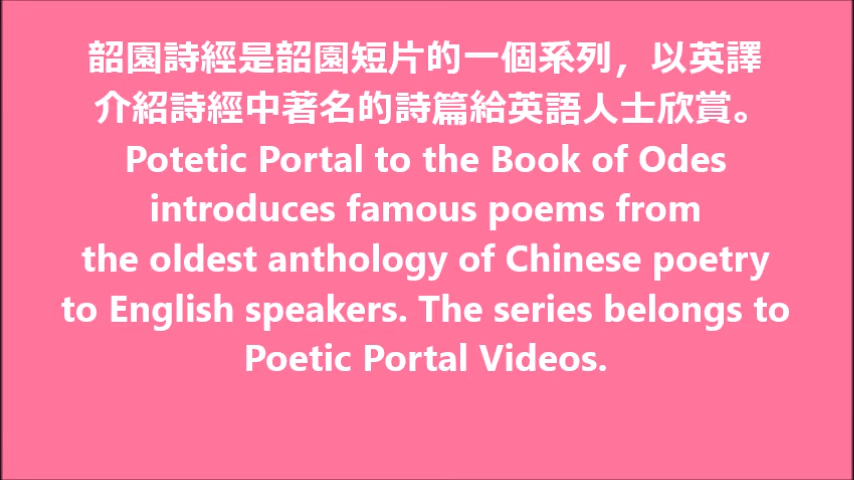 韶園詩經是韶園短片的一個系列，以英譯
介紹詩經中著名的詩篇給英語人士欣賞。
Potetic Portal to the Book of Odes
introduces famous poems from
the oldest anthology of Chinese poetry
to English speakers. The series belongs to
Poetic Portal Videos.